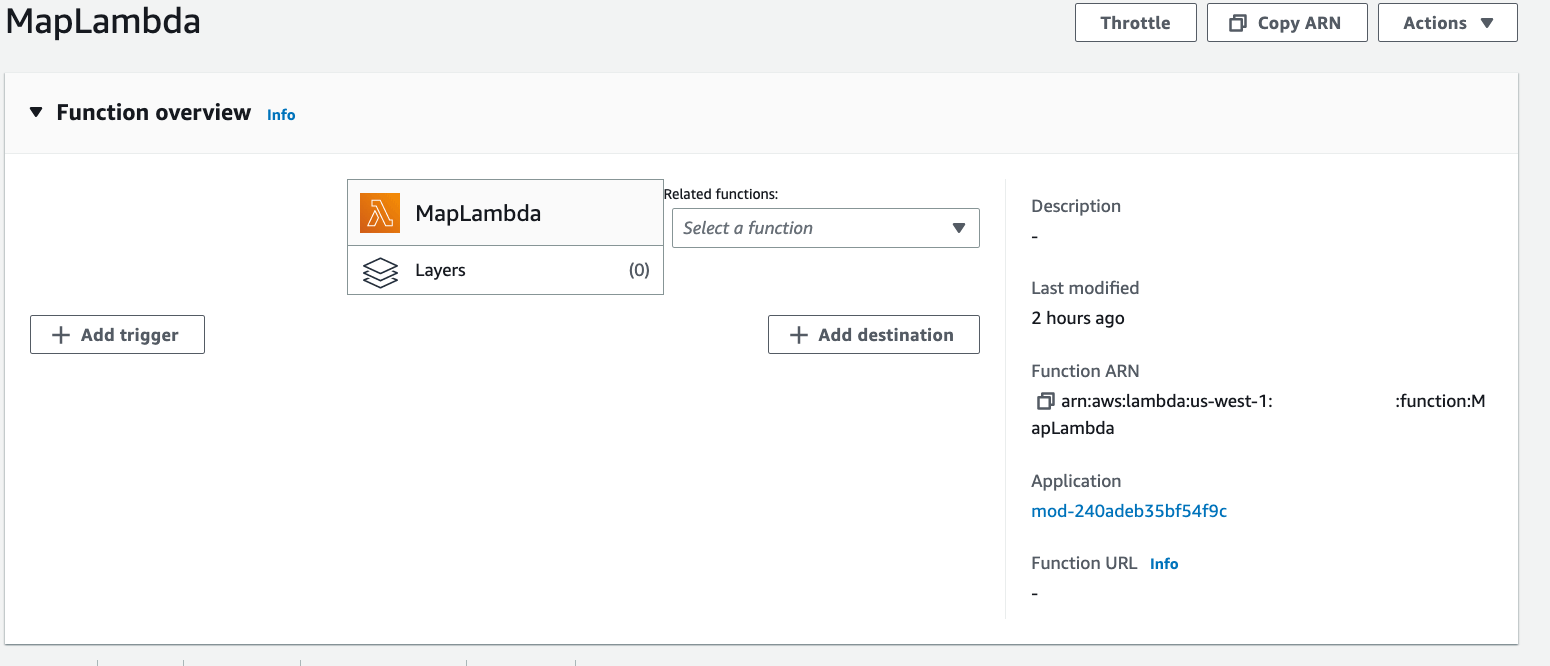 MapLambda
Throttle
Copy ARN
Actions
Function overview Info
MapLambda
Layers (0)
Related functions:
Select a function
Add trigger
Add destination
Description
-
Last modified
2 hours ago
Function ARN
arn:aws:lambda:us-west-1: :function:M
apLambda
Application
mod-240adeb35bf54f9c
Function URL Info
-